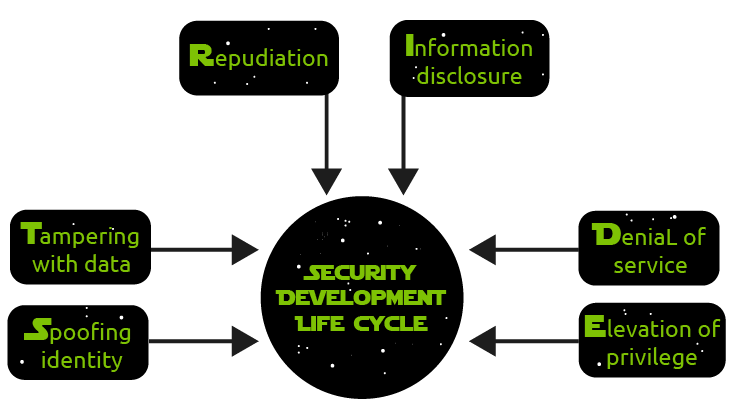 Repudiation
Information
disclosure
Tampering
with data
DeniaL of
service
Security
Development
Life Cycle
Spoofing
identity
Elevation of
privilege